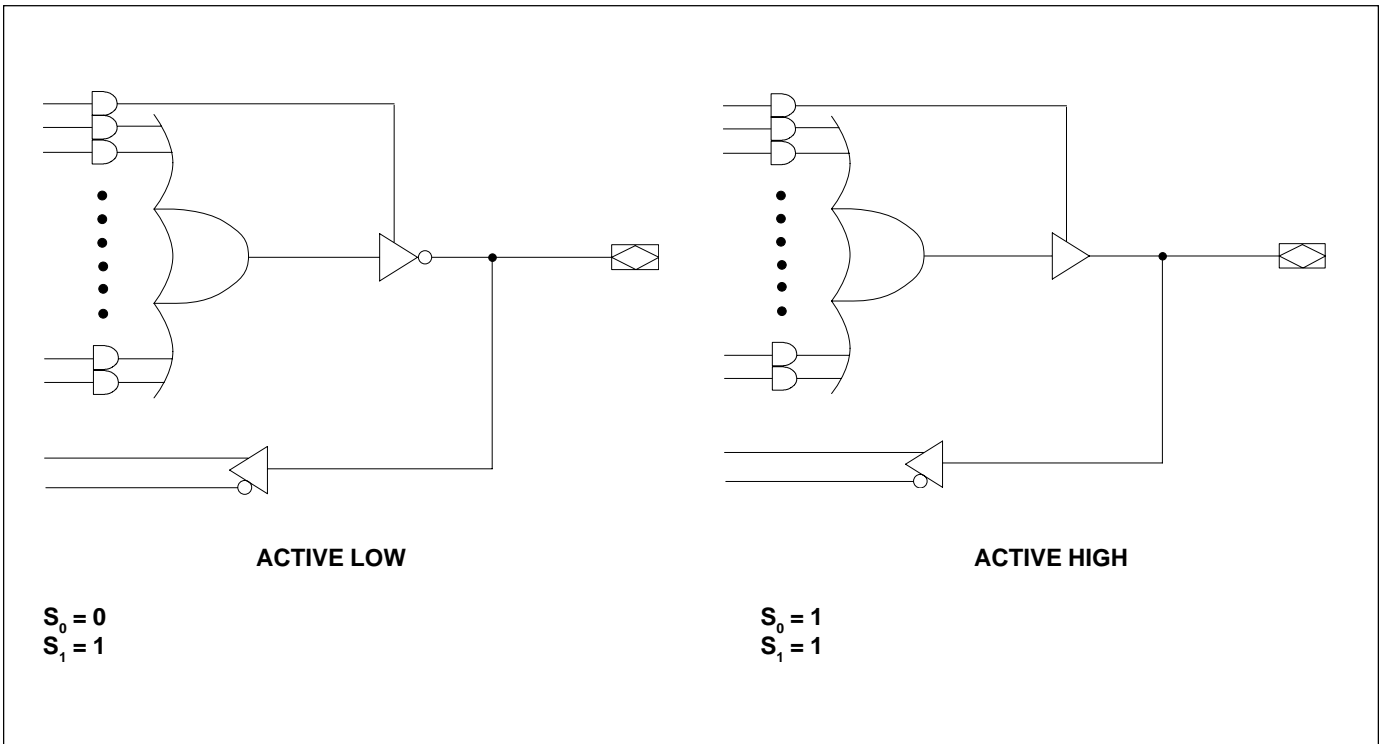 ACTIVE LOW
ACTIVE HIGH
S₀ = 0
S₁ = 1
S₀ = 1
S₁ = 1